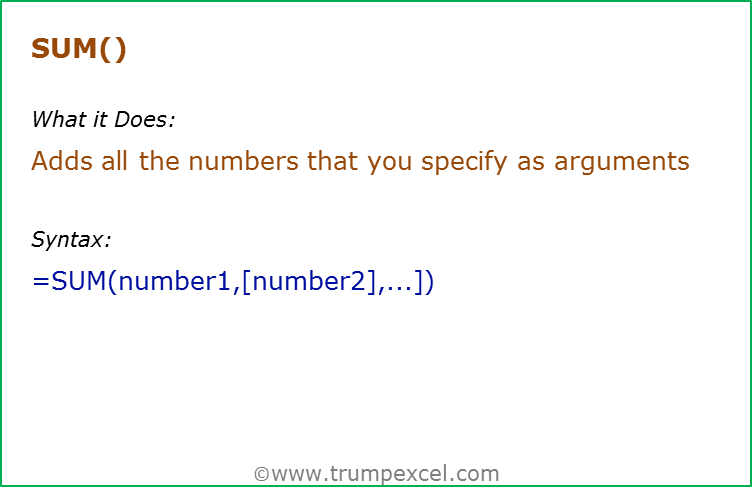 SUM()
What it Does:
Adds all the numbers that you specify as arguments
Syntax:
=SUM(number1,[number2],...])
©www.trumpexcel.com